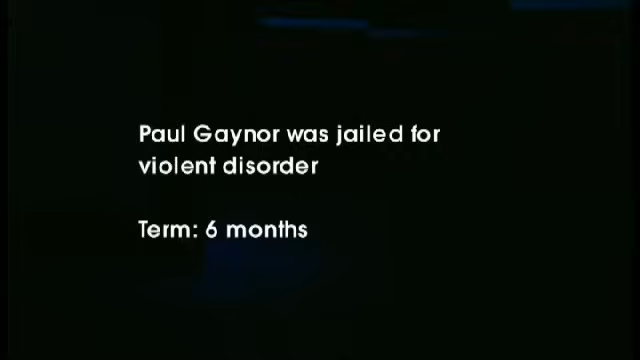 Paul Gaynor was jailed for
violent disorder
Term: 6 months